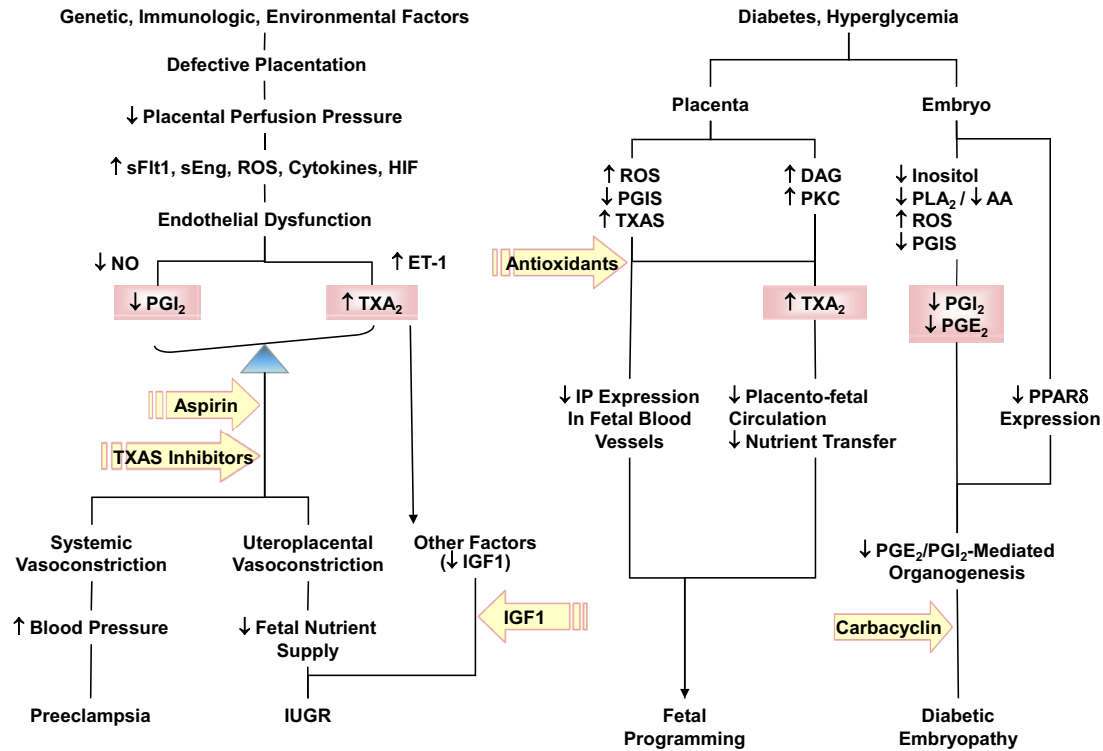 Genetic, Immunologic, Environmental Factors
Defective Placentation
↓ Placental Perfusion Pressure
↑ sFlt1, sEng, ROS, Cytokines, HIF
Endothelial Dysfunction
↓ NO
↑ ET-1
↓ PGI₂
↑ TXA₂
Aspirin
TXAS Inhibitors
Systemic
Vasoconstriction
Uteroplacental
Vasoconstriction
Other Factors
(↓ IGF1)
↑ Blood Pressure
↓ Fetal Nutrient
Supply
IGF1
Preeclampsia
IUGR
Diabetes, Hyperglycemia
Placenta
Embryo
↑ ROS
↓ PGIS
↑ TXAS
↑ DAG
↑ PKC
↓ Inositol
↓ PLA₂ / ↓ AA
↑ ROS
↓ PGIS
Antioxidants
↑ TXA₂
↓ PGI₂
↓ PGE₂
↓ IP Expression
In Fetal Blood
Vessels
↓ Placento-fetal
Circulation
↓ Nutrient Transfer
↓ PPARδ
Expression
↓ PGE₂/PGI₂-Mediated
Organogenesis
Carbacyclin
Fetal
Programming
Diabetic
Embryopathy